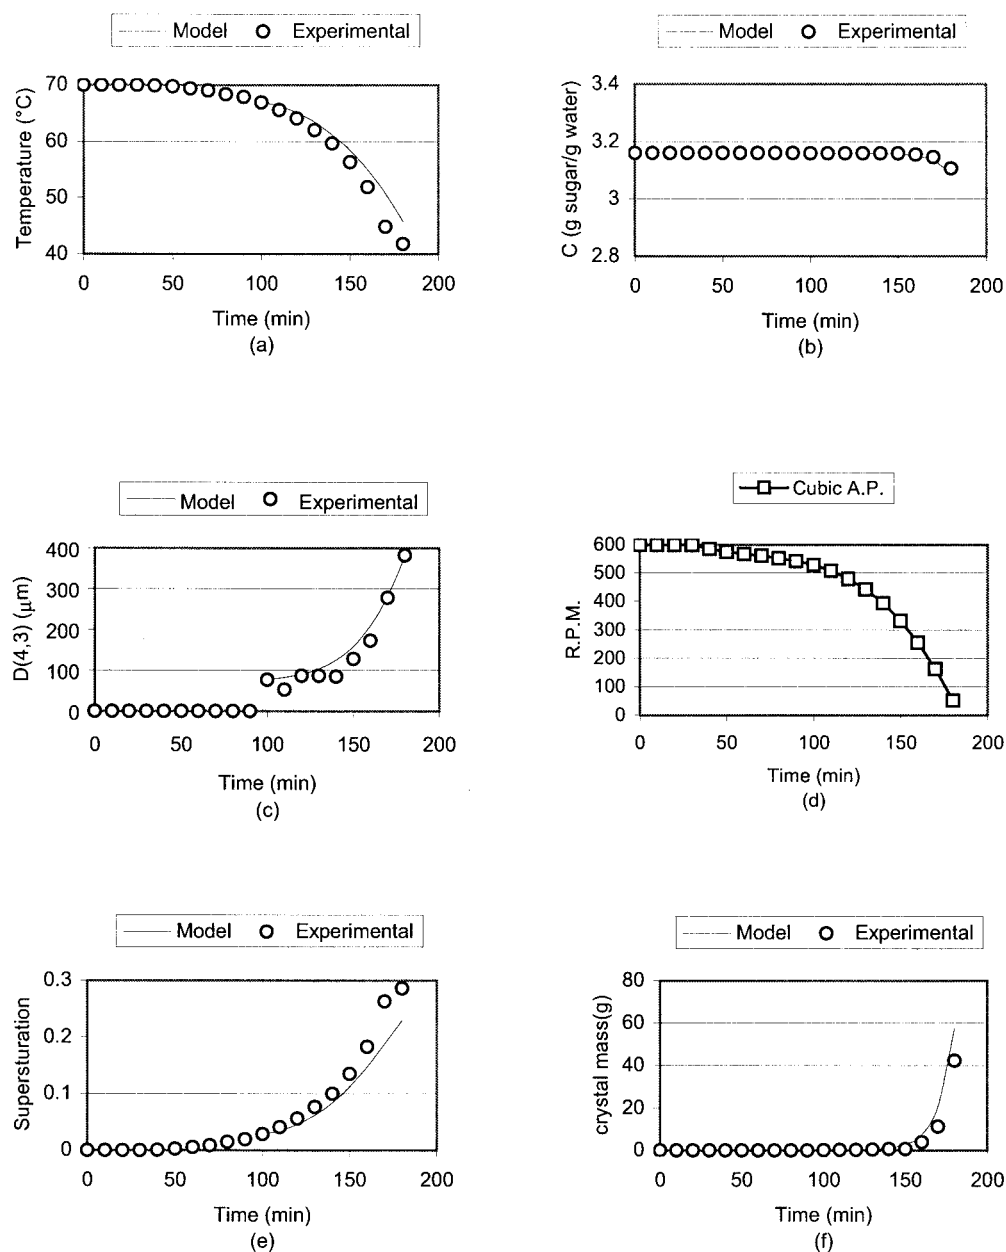 Model Experimental
Temperature (°C)
70
60
50
40
0 50 100 150 200
Time (min)
(a)
Model Experimental
C (g sugar/g water)
3.4
3.2
3
2.8
0 50 100 150 200
Time (min)
(b)
Model Experimental
D(4,3) (μm)
400
300
200
100
0
0 50 100 150 200
Time (min)
(c)
Cubic A.P.
R.P.M.
600
500
400
300
200
100
0
0 50 100 150 200
Time (min)
(d)
Model Experimental
Supersturation
0.3
0.2
0.1
0
0 50 100 150 200
Time (min)
(e)
Model Experimental
crystal mass(g)
80
60
40
20
0
0 50 100 150 200
Time (min)
(f)